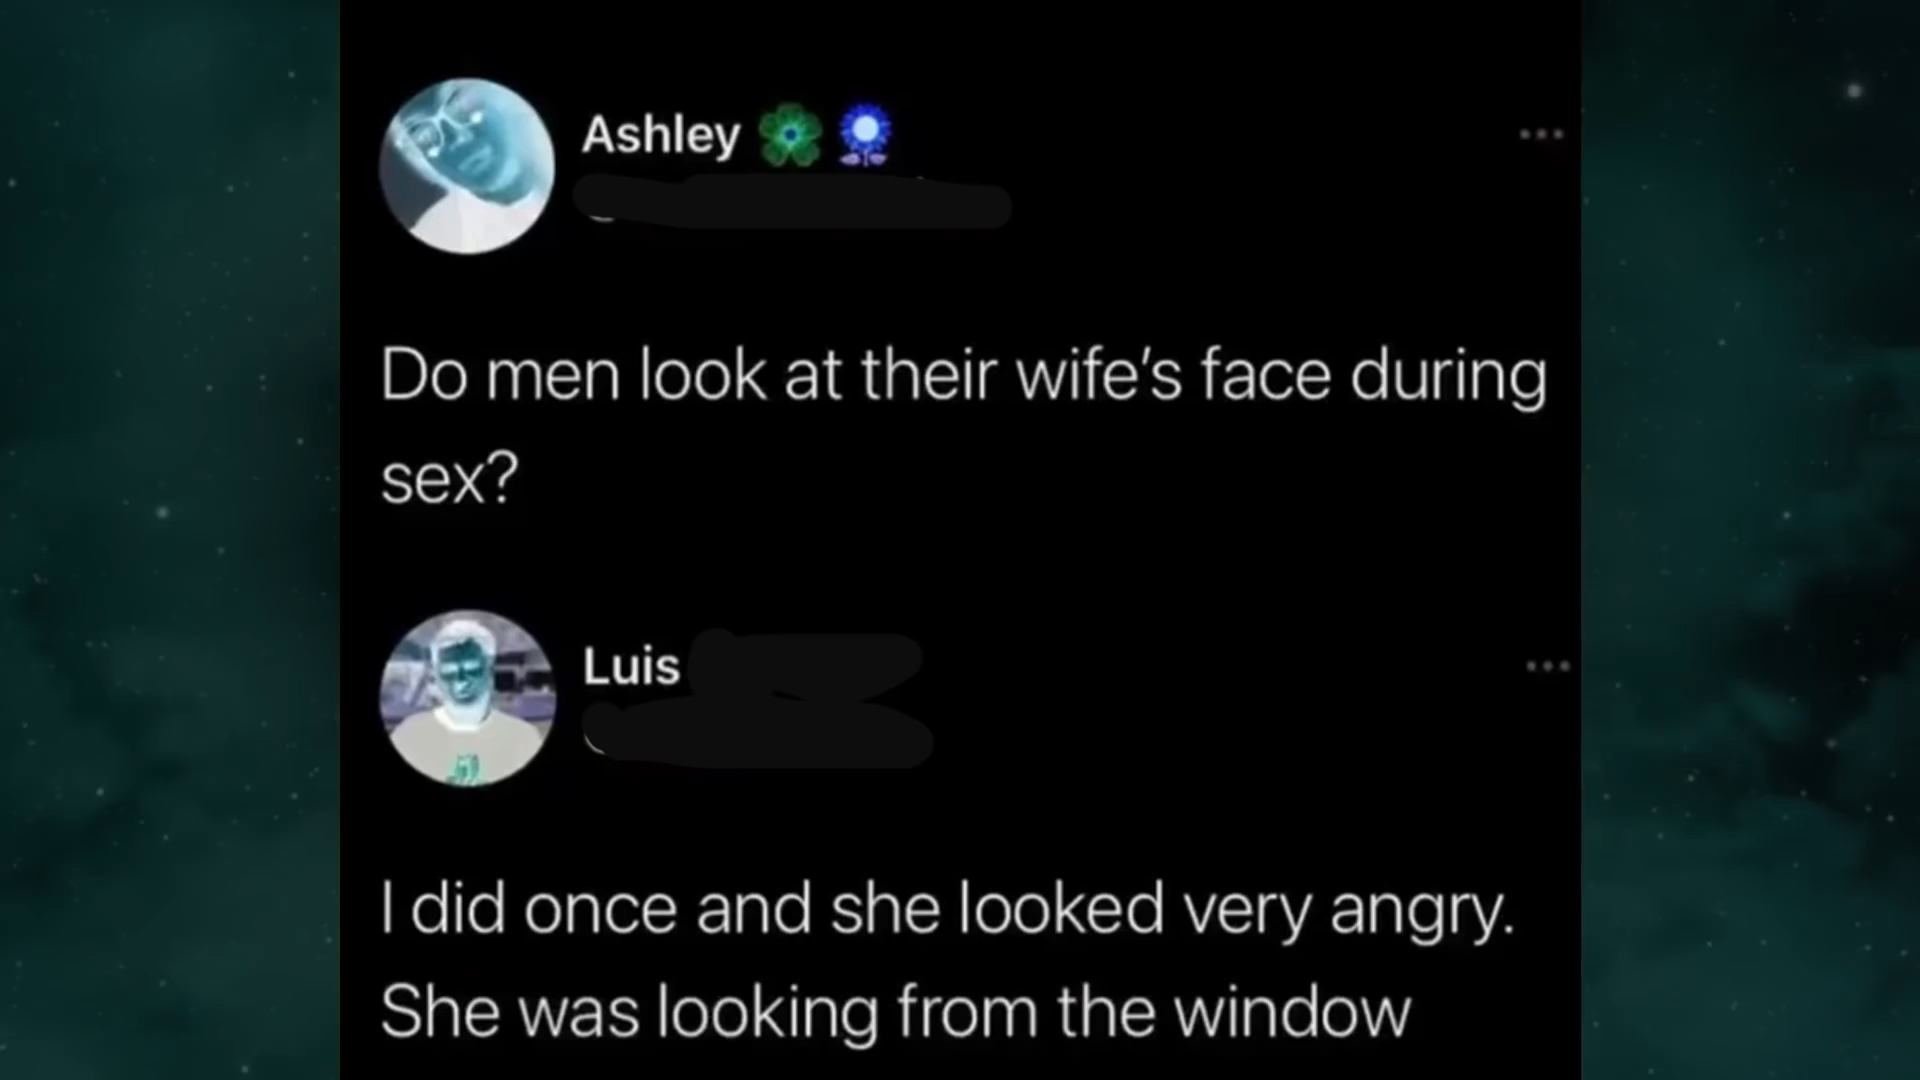 Ashley
Do men look at their wife's face during
sex?
Luis
I did once and she looked very angry.
She was looking from the window